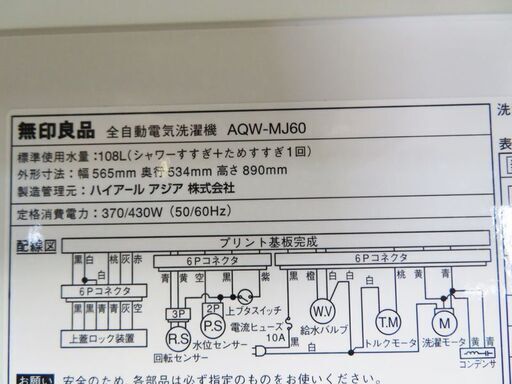 無印良品 全自動電気洗濯機 AQW-MJ60
標準使用水量:108L(シャワーすすぎ+ためすすぎ1回)
外形寸法:幅 565mm 奥行 534mm 高さ 890mm
製造管理元:ハイアール アジア 株式会社
定格消費電力:370/430W (50/60Hz)
配線図
プリント基板完成
黒 白 桃 灰 赤
6Pコネクタ
黒 黒 青 青 灰
上蓋ロック装置
6Pコネクタ
青 黄 空 黒 紫
3P 2P
R.S P.S
上ブタスイッチ
水位センサー
回転センサー
電流ヒューズ
10A
6Pコネクタ
黒 橙 白 桃 黄 青
W.V
給水バルブ
T.M
トルクモータ
M
洗濯モータ
黒 白 白 白
黄 青
コンデンサ
お願い 安全のため、各部品は必ず指定のものをお使いください。
洗
表